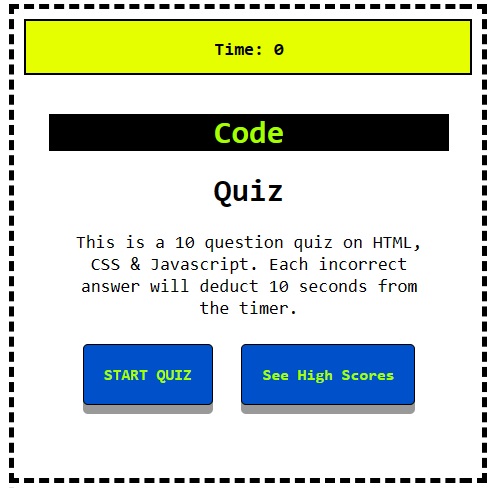 Time: 0
Code
Quiz
This is a 10 question quiz on HTML,
CSS & Javascript. Each incorrect
answer will deduct 10 seconds from
the timer.
START QUIZ
See High Scores